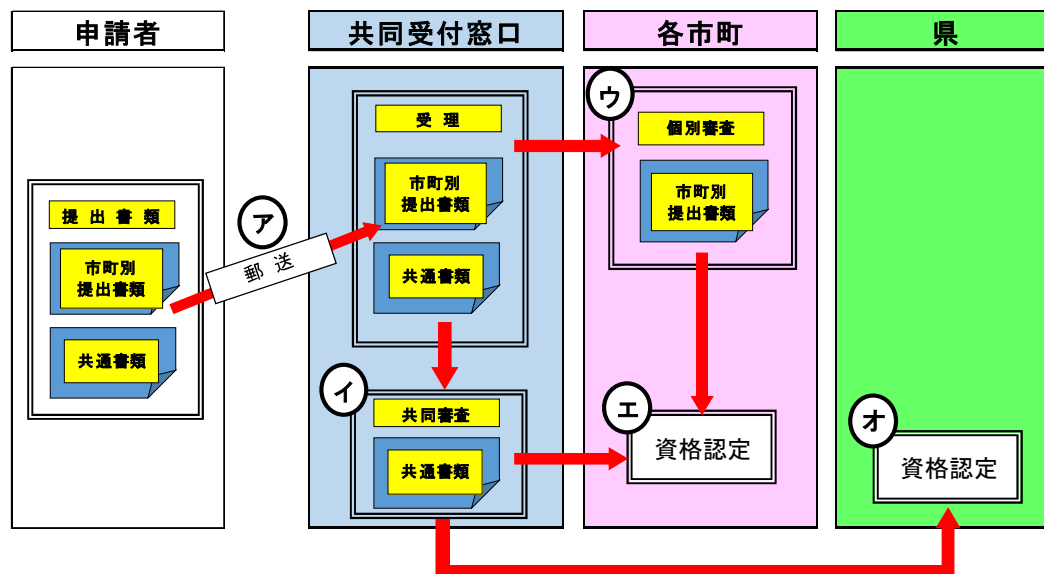 申請者
共同受付窓口
各市町
県
提出書類
市町別
提出書類
共通書類
ア
郵送
受理
市町別
提出書類
共通書類
イ
共同審査
共通書類
ウ
個別審査
市町別
提出書類
エ
資格認定
オ
資格認定